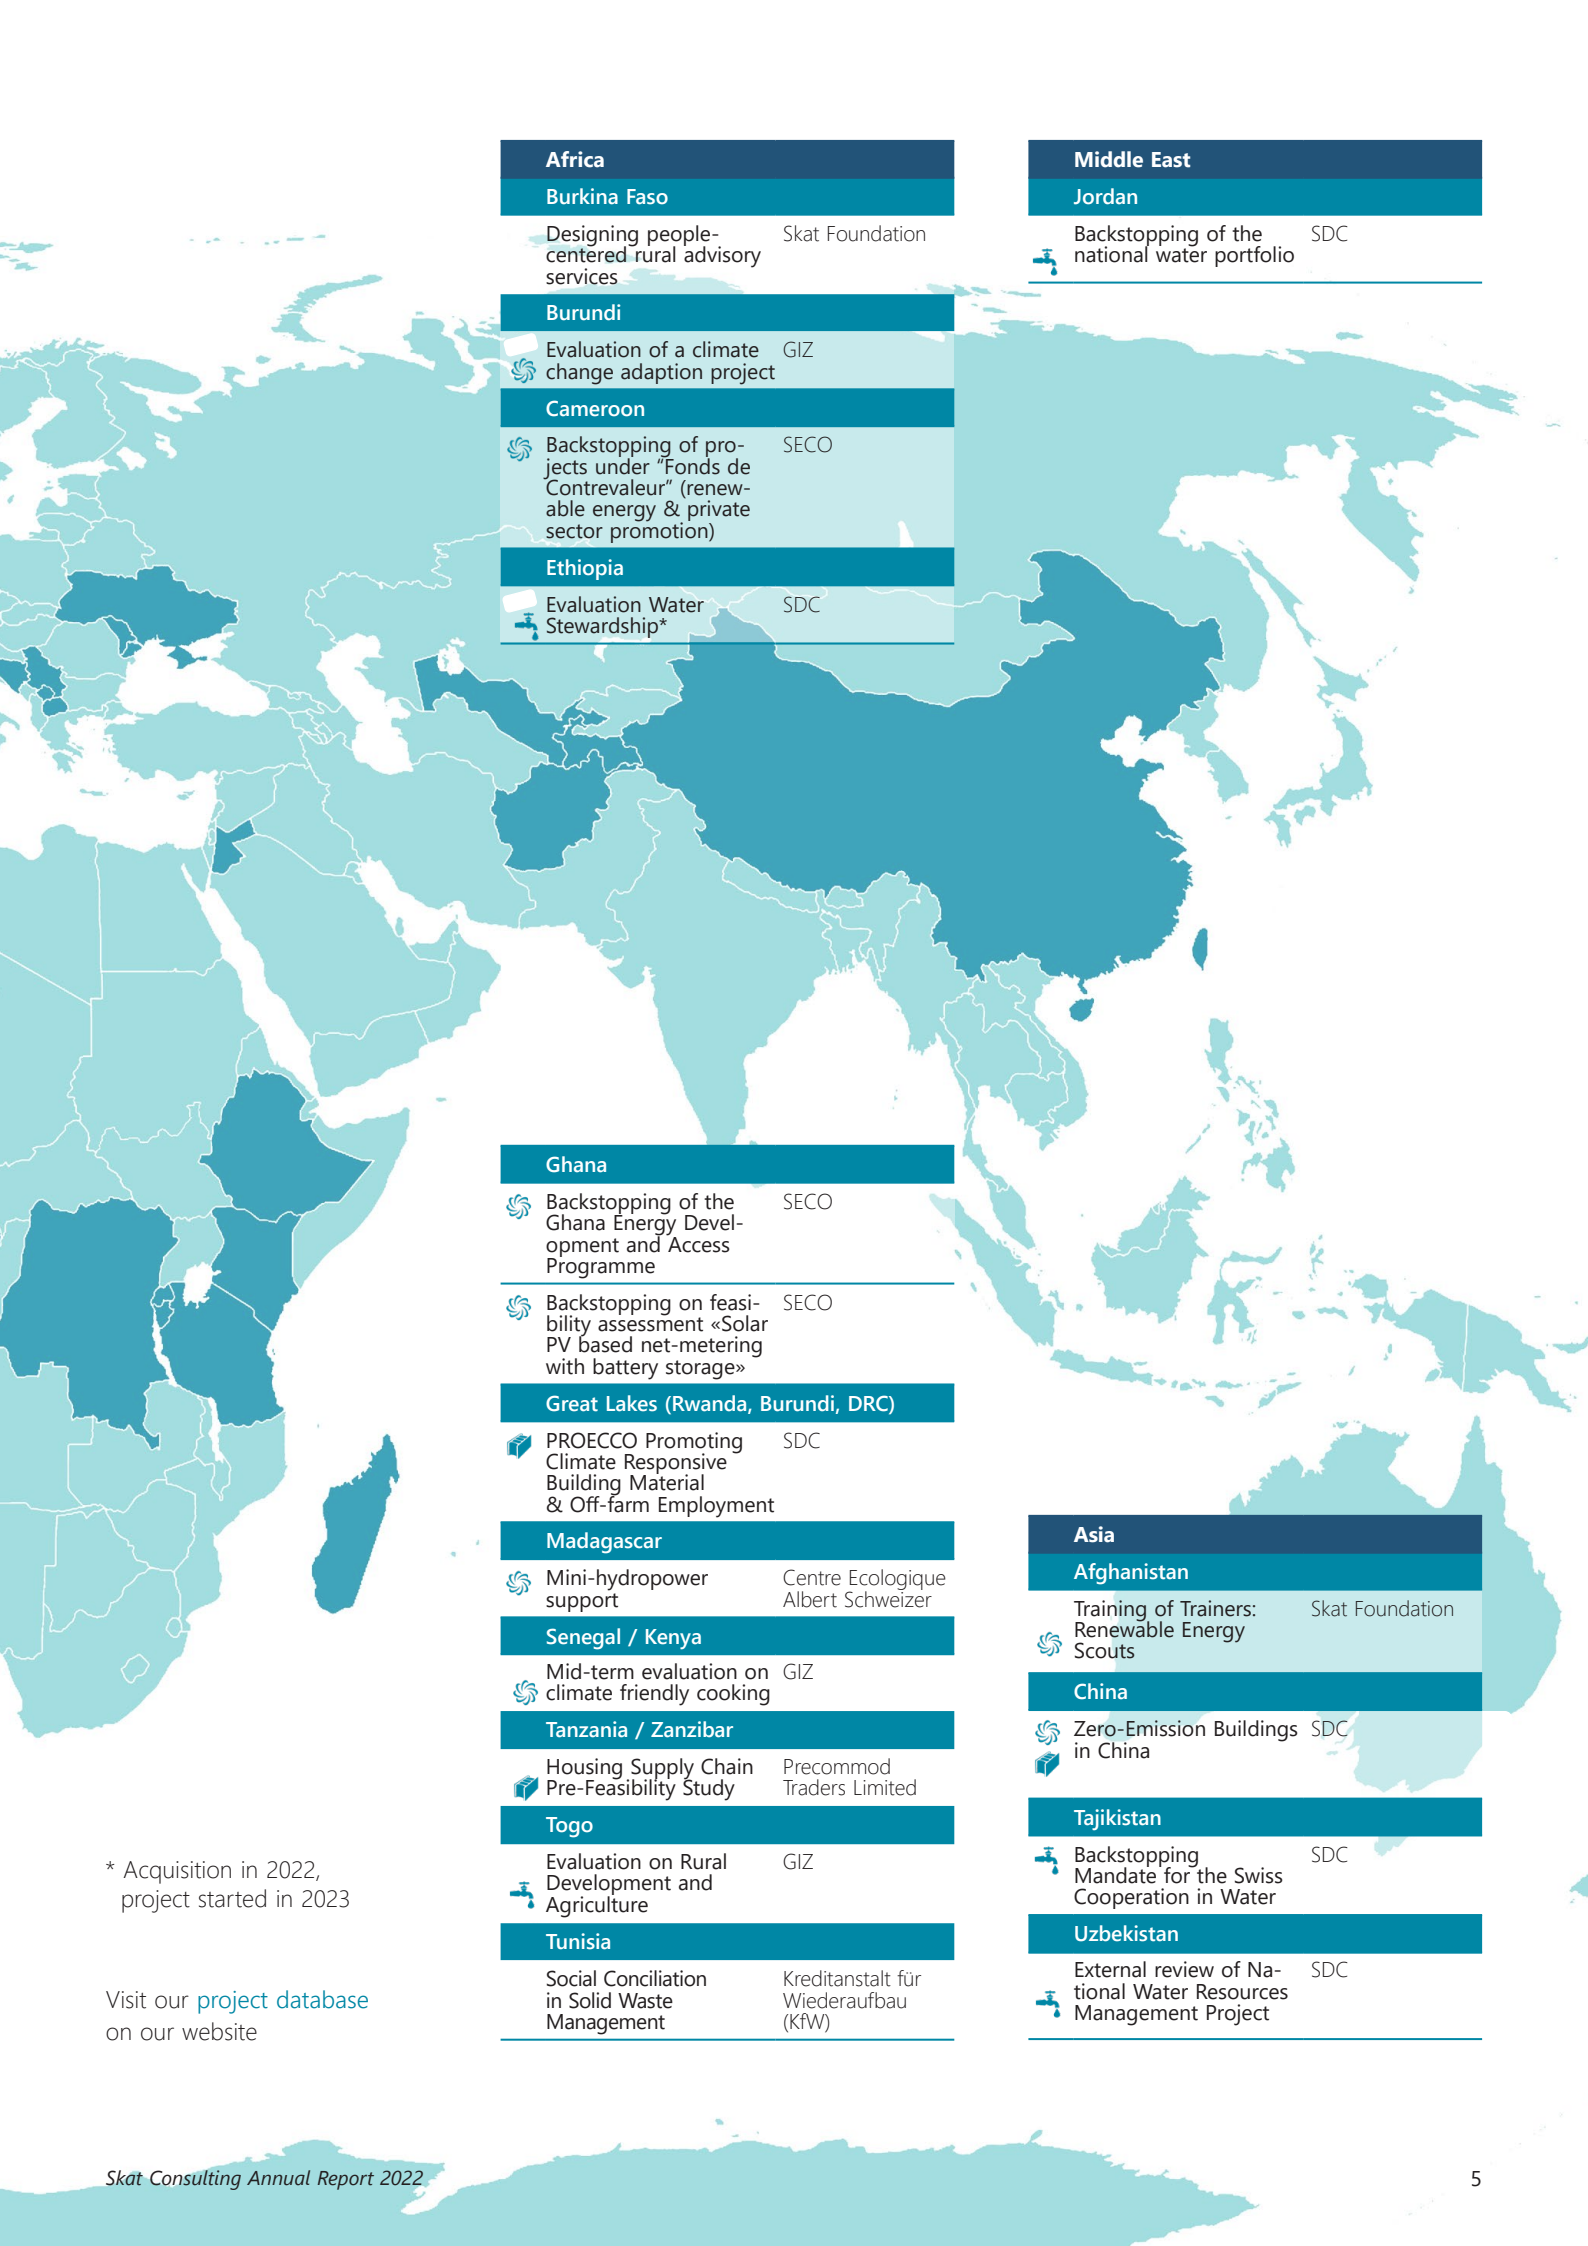 Africa
Burkina Faso
Designing people-
centered rural advisory
services
Skat Foundation
Burundi
Evaluation of a climate
change adaption project
GIZ
Cameroon
Backstopping of pro-
jects under “Fonds de
Contrevaleur” (renew-
able energy & private
sector promotion)
SECO
Ethiopia
Evaluation Water
Stewardship*
SDC
Ghana
Backstopping of the
Ghana Energy Devel-
opment and Access
Programme
SECO
Backstopping on feasi-
bility assessment «Solar
PV based net-metering
with battery storage»
SECO
Great Lakes (Rwanda, Burundi, DRC)
PROECCO Promoting
Climate Responsive
Building Material
& Off-farm Employment
SDC
Madagascar
Mini-hydropower
support
Centre Ecologique
Albert Schweizer
Senegal / Kenya
Mid-term evaluation on
climate friendly cooking
GIZ
Tanzania / Zanzibar
Housing Supply Chain
Pre-Feasibility Study
Precommod
Traders Limited
Togo
Evaluation on Rural
Development and
Agriculture
GIZ
Tunisia
Social Conciliation
in Solid Waste
Management
Kreditanstalt für
Wiederaufbau
(KfW)
Middle East
Jordan
Backstopping of the
national water portfolio
SDC
Asia
Afghanistan
Training of Trainers:
Renewable Energy
Scouts
Skat Foundation
China
Zero-Emission Buildings
in China
SDC
Tajikistan
Backstopping
Mandate for the Swiss
Cooperation in Water
SDC
Uzbekistan
External review of Na-
tional Water Resources
Management Project
SDC
* Acquisition in 2022,
project started in 2023
Visit our project database
on our website
Skat Consulting Annual Report 2022
5